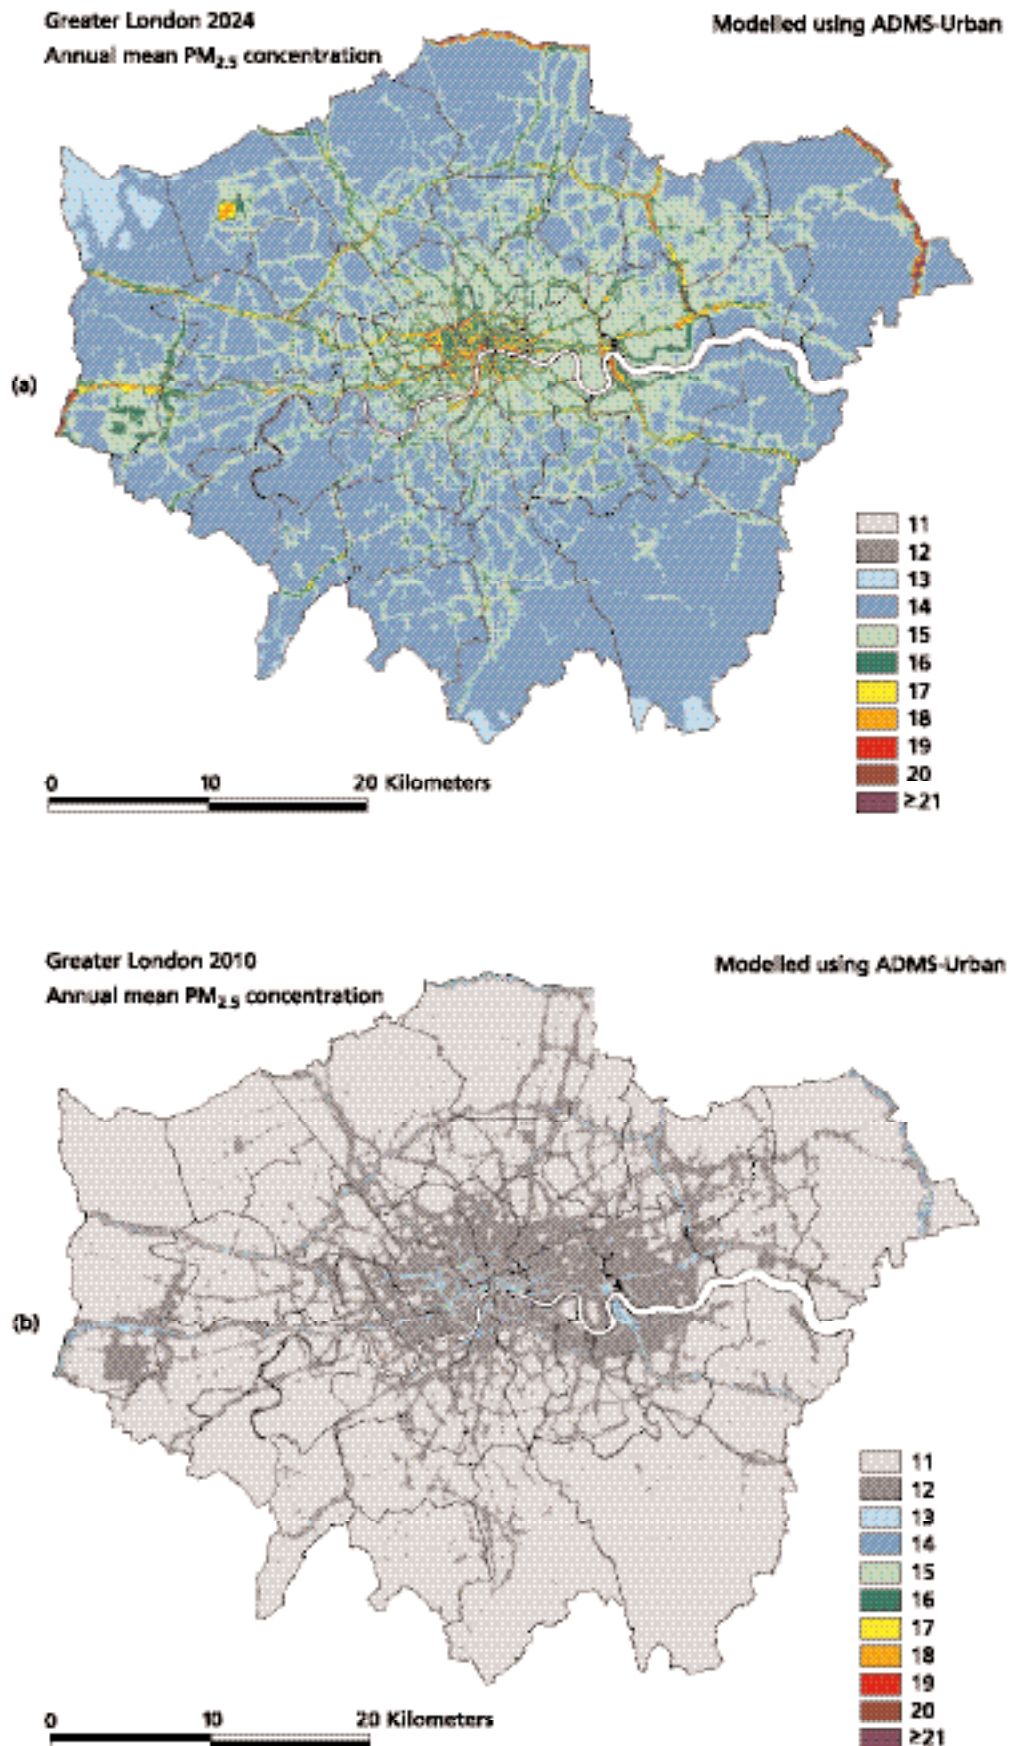 Greater London 2024
Modelled using ADMS-Urban
Annual mean PM2.5 concentration
(a)
11
12
13
14
15
16
17
18
19
20
≥21
0 10 20 Kilometers
Greater London 2010
Modelled using ADMS-Urban
Annual mean PM2.5 concentration
(b)
11
12
13
14
15
16
17
18
19
20
≥21
0 10 20 Kilometers